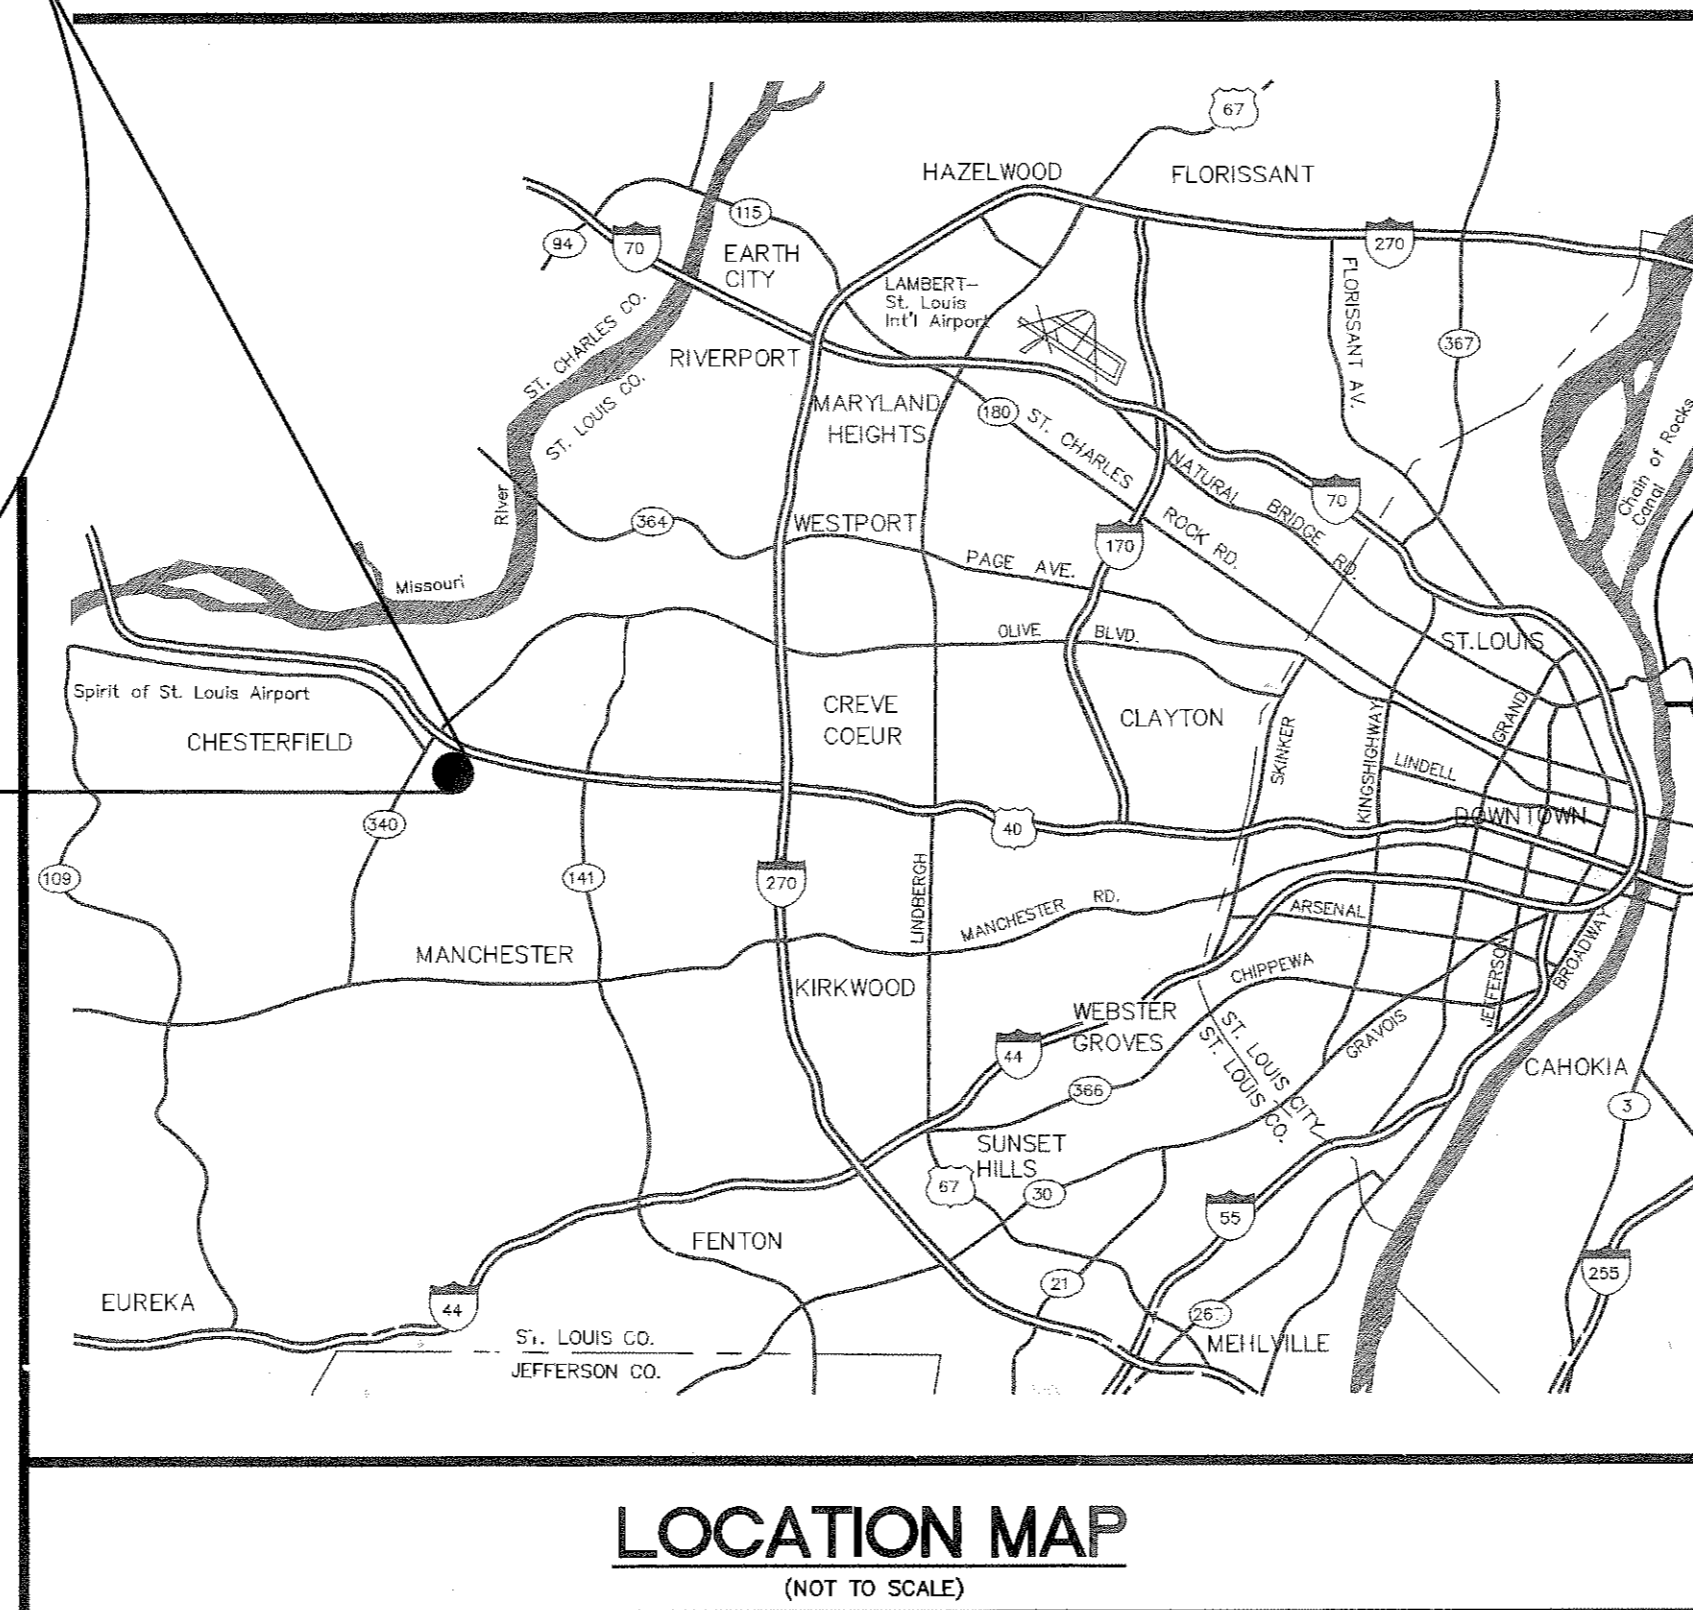 67
HAZELWOOD
FLORISSANT
115
94
70
EARTH
CITY
270
LAMBERT-
St. Louis
Int'l Airport
FLORISSANT AV.
367
ST. CHARLES CO.
ST. LOUIS CO.
RIVERPORT
MARYLAND
HEIGHTS
180
ST. CHARLES
ROCK RD.
NATURAL
BRIDGE
RD.
70
Chain of Rocks
Canal
River
Missouri
364
WESTPORT
170
PAGE AVE.
OLIVE BLVD.
ST.LOUIS
Spirit of St. Louis Airport
CHESTERFIELD
CREVE
COEUR
CLAYTON
SKINKER
KINGSHIGHWAY
GRAND
LINDELL
DOWNTOWN
340
40
109
141
270
LINDBERGH
MANCHESTER RD.
ARSENAL
MANCHESTER
KIRKWOOD
CHIPPEWA
JEFFERSON
BROADWAY
WEBSTER
GROVES
44
366
ST. LOUIS CITY
ST. LOUIS CO.
GRAVOIS
CAHOKIA
3
SUNSET
HILLS
67
30
55
FENTON
21
255
EUREKA
44
MEHLVILLE
ST. LOUIS CO.
JEFFERSON CO.
LOCATION MAP
(NOT TO SCALE)